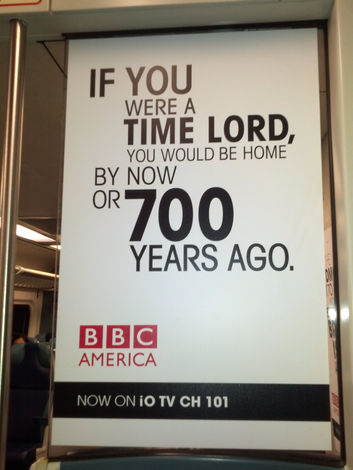 IF YOU
WERE A
TIME LORD,
YOU WOULD BE HOME
BY NOW
OR 700
YEARS AGO.
BBC
AMERICA
NOW ON iO TV CH 101